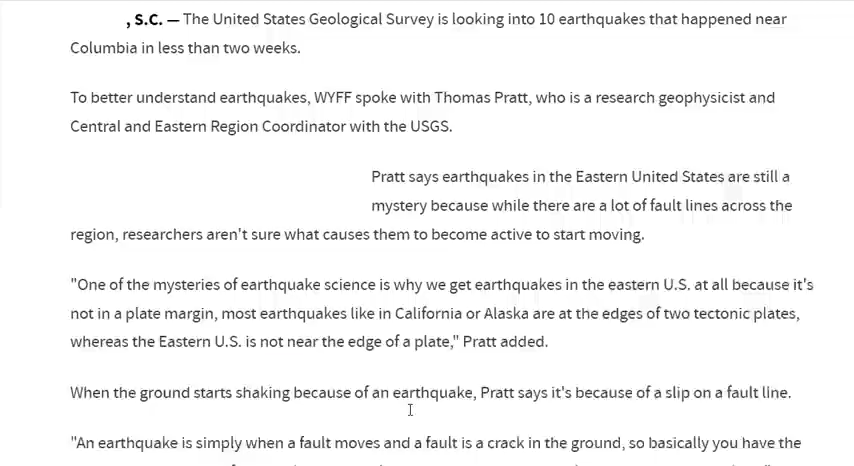 , S.C. — The United States Geological Survey is looking into 10 earthquakes that happened near
Columbia in less than two weeks.
To better understand earthquakes, WYFF spoke with Thomas Pratt, who is a research geophysicist and
Central and Eastern Region Coordinator with the USGS.
Pratt says earthquakes in the Eastern United States are still a
mystery because while there are a lot of fault lines across the
region, researchers aren't sure what causes them to become active to start moving.
"One of the mysteries of earthquake science is why we get earthquakes in the eastern U.S. at all because it's
not in a plate margin, most earthquakes like in California or Alaska are at the edges of two tectonic plates,
whereas the Eastern U.S. is not near the edge of a plate," Pratt added.
When the ground starts shaking because of an earthquake, Pratt says it's because of a slip on a fault line.
"An earthquake is simply when a fault moves and a fault is a crack in the ground, so basically you have the